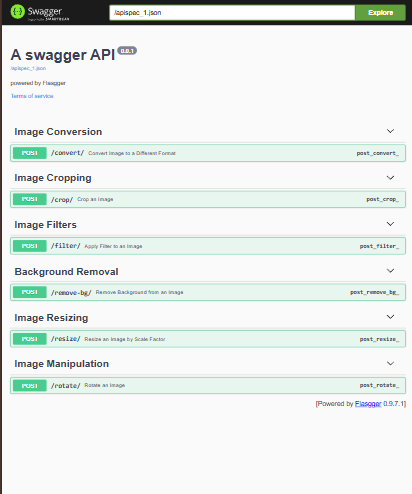 Swagger
Supported by SMARTBEAR
/apispec_1.json
Explore
A swagger API 0.0.1
/apispec_1.json
powered by Flasgger
Terms of service
Image Conversion
POST /convert/ Convert Image to a Different Format post_convert_
Image Cropping
POST /crop/ Crop an Image post_crop_
Image Filters
POST /filter/ Apply Filter to an Image post_filter_
Background Removal
POST /remove-bg/ Remove Background from an Image post_remove_bg_
Image Resizing
POST /resize/ Resize an Image by Scale Factor post_resize_
Image Manipulation
POST /rotate/ Rotate an Image post_rotate_
[Powered by Flasgger 0.9.7.1]